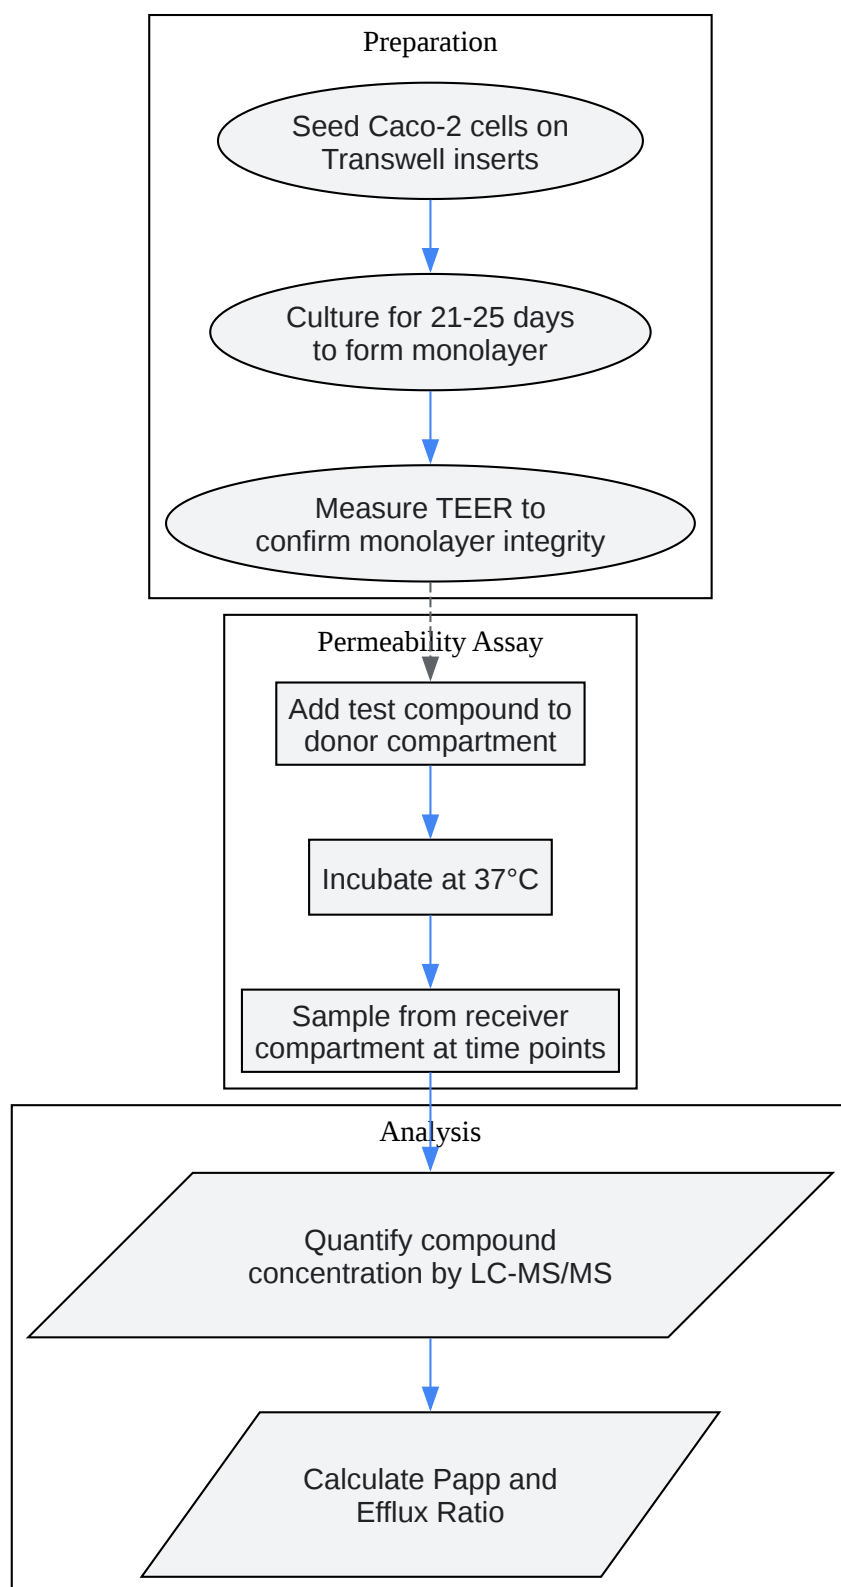 Preparation
Seed Caco-2 cells on
Transwell inserts
Culture for 21-25 days
to form monolayer
Measure TEER to
confirm monolayer integrity
Permeability Assay
Add test compound to
donor compartment
Incubate at 37°C
Sample from receiver
compartment at time points
Analysis
Quantify compound
concentration by LC-MS/MS
Calculate Papp and
Efflux Ratio